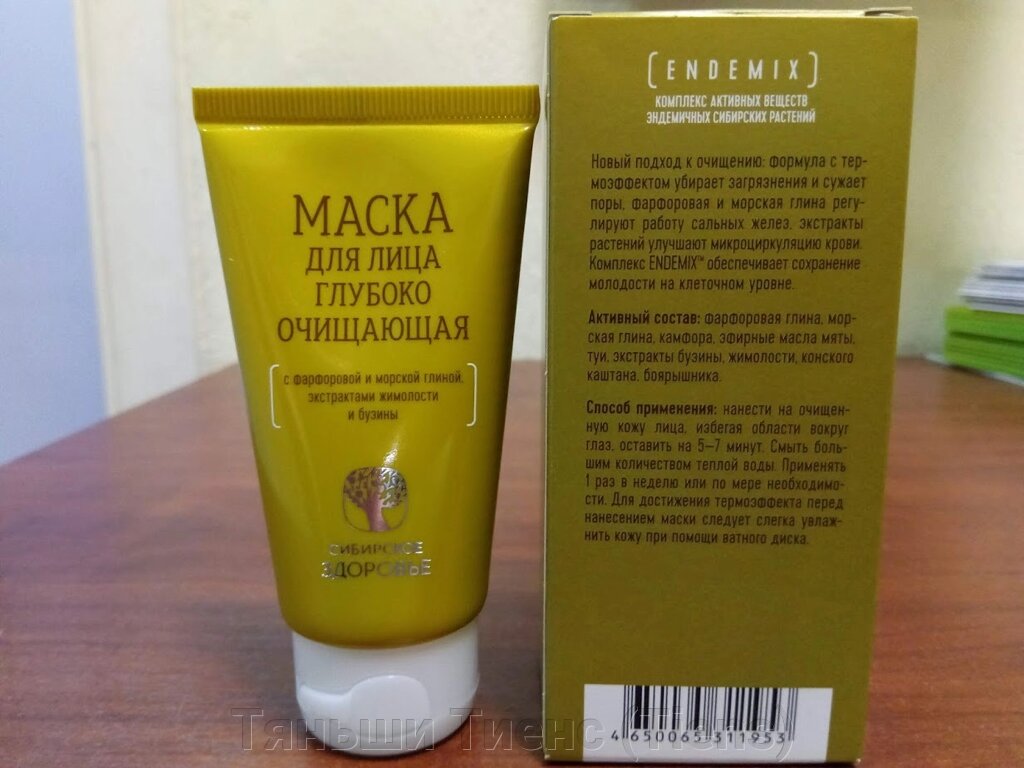 МАСКА
ДЛЯ ЛИЦА
ГЛУБОКО
ОЧИЩАЮЩАЯ
с фарфоровой и морской глиной,
экстрактами жимолости
и бузины
СИБИРСКОЕ
ЗДОРОВЬЕ
[ENDEMIX]
КОМПЛЕКС АКТИВНЫХ ВЕЩЕСТВ
ЭНДЕМИЧНЫХ СИБИРСКИХ РАСТЕНИЙ
Новый подход к очищению: формула с тер-
моэффектом убирает загрязнения и сужает
поры, фарфоровая и морская глина регу-
лируют работу сальных желез, экстракты
растений улучшают микроциркуляцию крови.
Комплекс ENDEMIX™ обеспечивает сохранение
молодости на клеточном уровне.
Активный состав: фарфоровая глина, мор-
ская глина, камфора, эфирные масла мяты,
туи, экстракты бузины, жимолости, конского
каштана, боярышника.
Способ применения: нанести на очищен-
ную кожу лица, избегая области вокруг
глаз, оставить на 5–7 минут. Смыть боль-
шим количеством теплой воды. Применять
1 раз в неделю или по мере необходимо-
сти. Для достижения термоэффекта перед
нанесением маски следует слегка увлаж-
нить кожу при помощи ватного диска.
4 650065 311953
Тяньши Тиенс (Tiens)